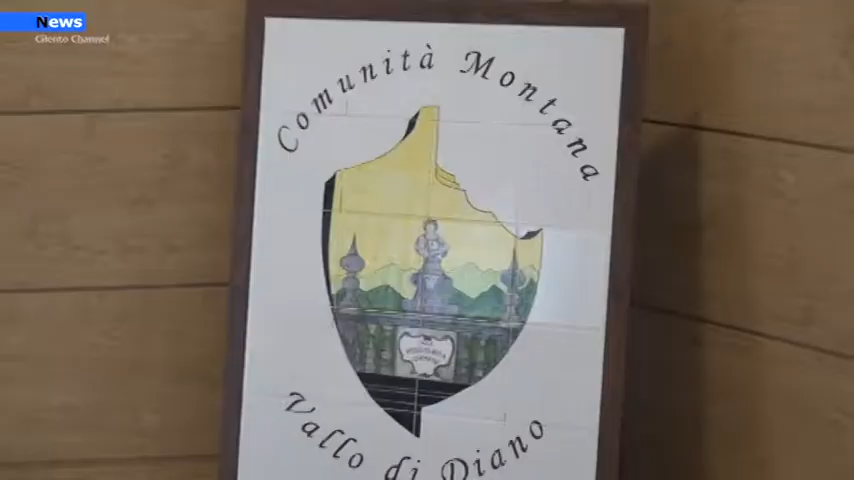 News
Cilento Channel
Comunità Montana
Vallo di Diano